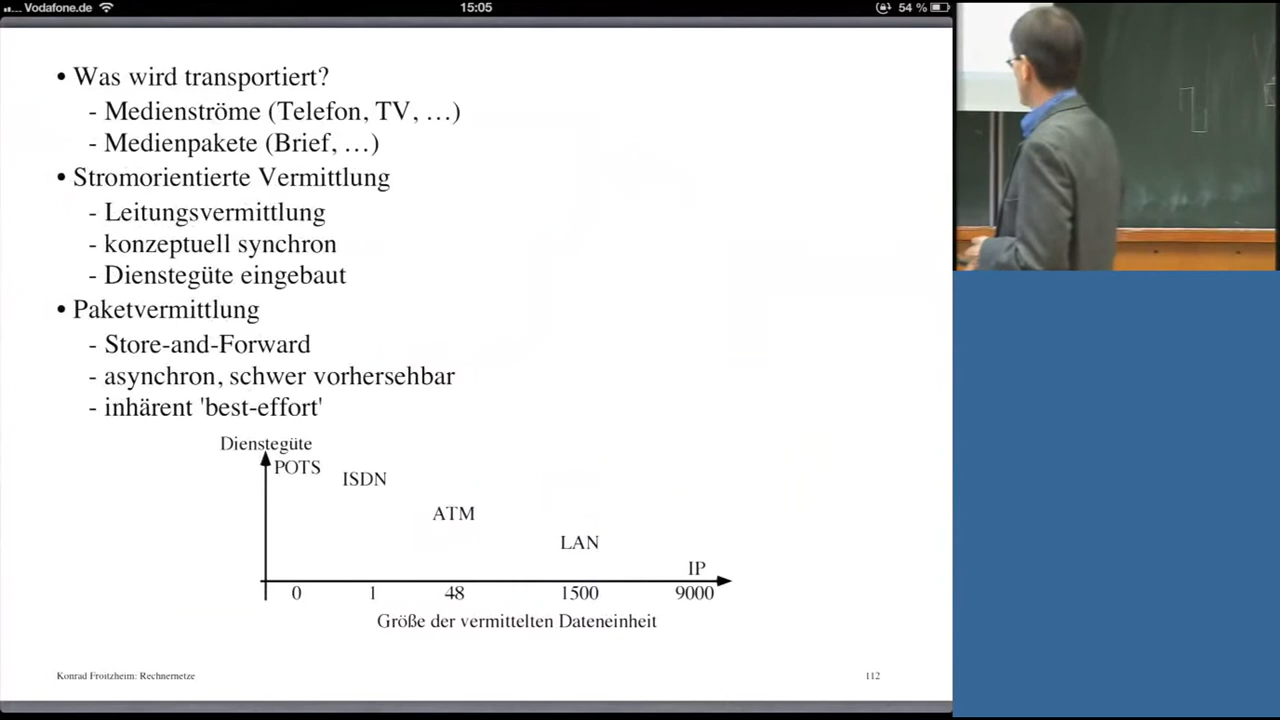 Vodafone.de
15:05
54 %
• Was wird transportiert?
- Medienströme (Telefon, TV, …)
- Medienpakete (Brief, …)
• Stromorientierte Vermittlung
- Leitungsvermittlung
- konzeptuell synchron
- Dienstegüte eingebaut
• Paketvermittlung
- Store-and-Forward
- asynchron, schwer vorhersehbar
- inhärent 'best-effort'
Dienstegüte
POTS
ISDN
ATM
LAN
IP
0 1 48 1500 9000
Größe der vermittelten Dateneinheit
Konrad Froitzheim: Rechnernetze
112